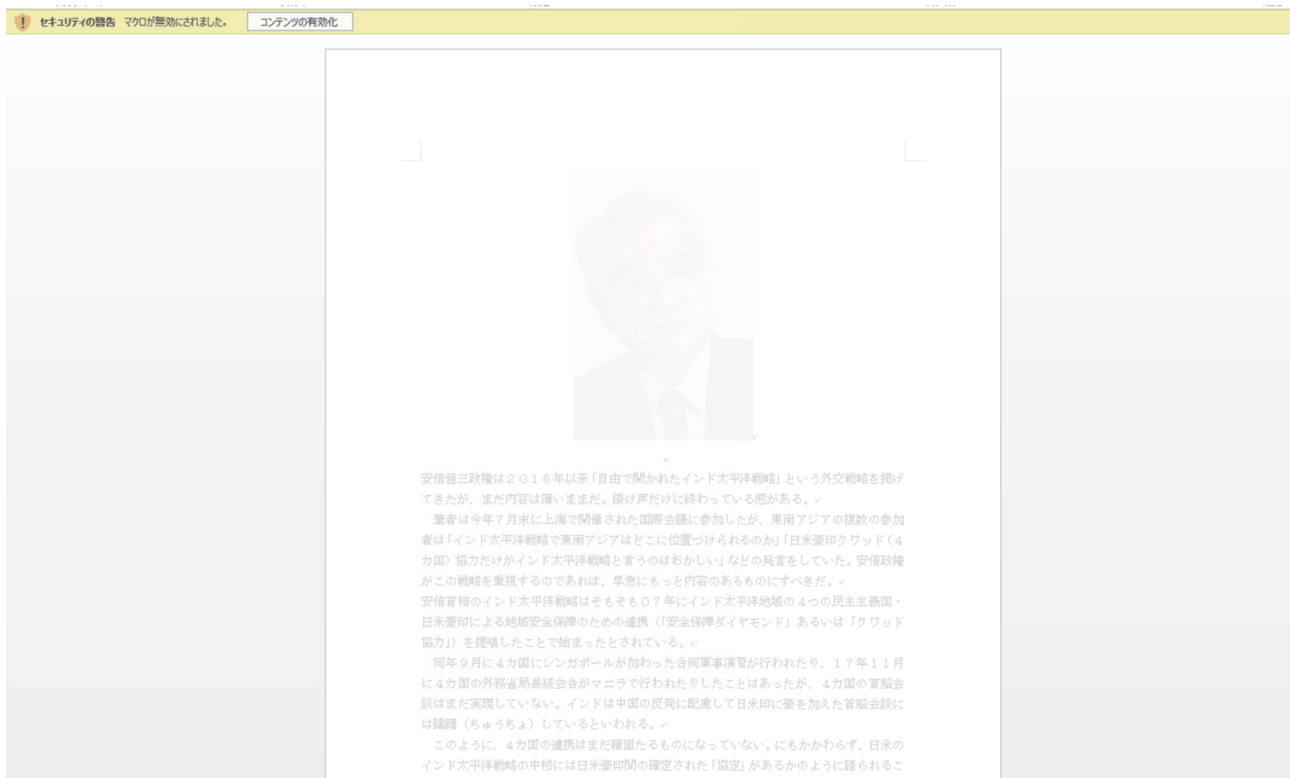 セキュリティの警告 マクロが無効にされました。 コンテンツの有効化
安倍晋三政権は２０１６年以来「自由で開かれたインド太平洋戦略」という外交戦略を掲げ
てきたが、まだ内容は薄いままだ。掛け声だけに終わっている感がある。
筆者は今年７月末に上海で開催された国際会議に参加したが、東南アジアの複数の参加
者は「インド太平洋戦略で東南アジアはどこに位置づけられるのか」「日米豪印クワッド（４
カ国）協力だけがインド太平洋戦略と言うのはおかしい」などの発言をしていた。安倍政権
がこの戦略を重視するのであれば、早急にもっと内容のあるものにすべきだ。
安倍首相のインド太平洋戦略はそもそも０７年にインド太平洋地域の４つの民主主義国・
日米豪印による地域安全保障のための連携（「安全保障ダイヤモンド」あるいは「クワッド
協力」）を提唱したことで始まったとされている。
同年９月に４カ国にシンガポールが加わった合同軍事演習が行われたり、１７年１１月
に４カ国の外務省局長級会合がマニラで行われたりしたことはあったが、４カ国の首脳会
談はまだ実現していない。インドは中国の反発に配慮して日米印に豪を加えた首脳会談に
は躊躇（ちゅうちょ）しているといわれる。
このように、４カ国の連携はまだ確固たるものになっていない。にもかかわらず、日米の
インド太平洋戦略の中核には日米豪印間の確定された「協定」があるかのように語られるこ